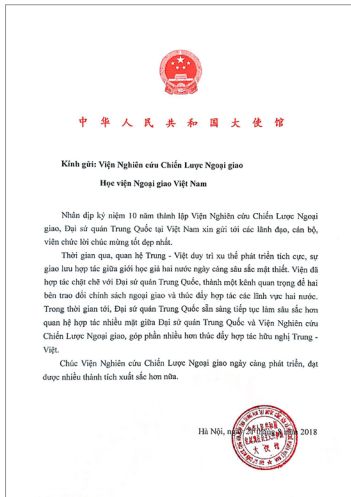 中华人民共和国大使馆
Kính gửi: Viện Nghiên cứu Chiến Lược Ngoại giao
Học viện Ngoại giao Việt Nam
Nhân dịp kỷ niệm 10 năm thành lập Viện Nghiên cứu Chiến Lược Ngoại
giao, Đại sứ quán Trung Quốc tại Việt Nam xin gửi tới các lãnh đạo, cán bộ,
viên chức lời chúc mừng tốt đẹp nhất.
Thời gian qua, quan hệ Trung - Việt duy trì xu thế phát triển tích cực, sự
giao lưu hợp tác giữa giới học giả hai nước ngày càng sâu sắc mật thiết. Viện đã
hợp tác chặt chẽ với Đại sứ quán Trung Quốc, thành một kênh quan trọng để hai
bên trao đổi chính sách ngoại giao và thúc đẩy hợp tác các lĩnh vực hai nước.
Trong thời gian tới, Đại sứ quán Trung Quốc sẵn sàng tiếp tục làm sâu sắc hơn
quan hệ hợp tác nhiều mặt giữa Đại sứ quán Trung Quốc và Viện Nghiên cứu
Chiến Lược Ngoại giao, góp phần nhiều hơn thúc đẩy hợp tác hữu nghị Trung -
Việt.
Chúc Viện Nghiên cứu Chiến Lược Ngoại giao ngày càng phát triển, đạt
được nhiều thành tích xuất sắc hơn nữa.
Hà Nội, ngày 21 tháng 8 năm 2018
大使馆